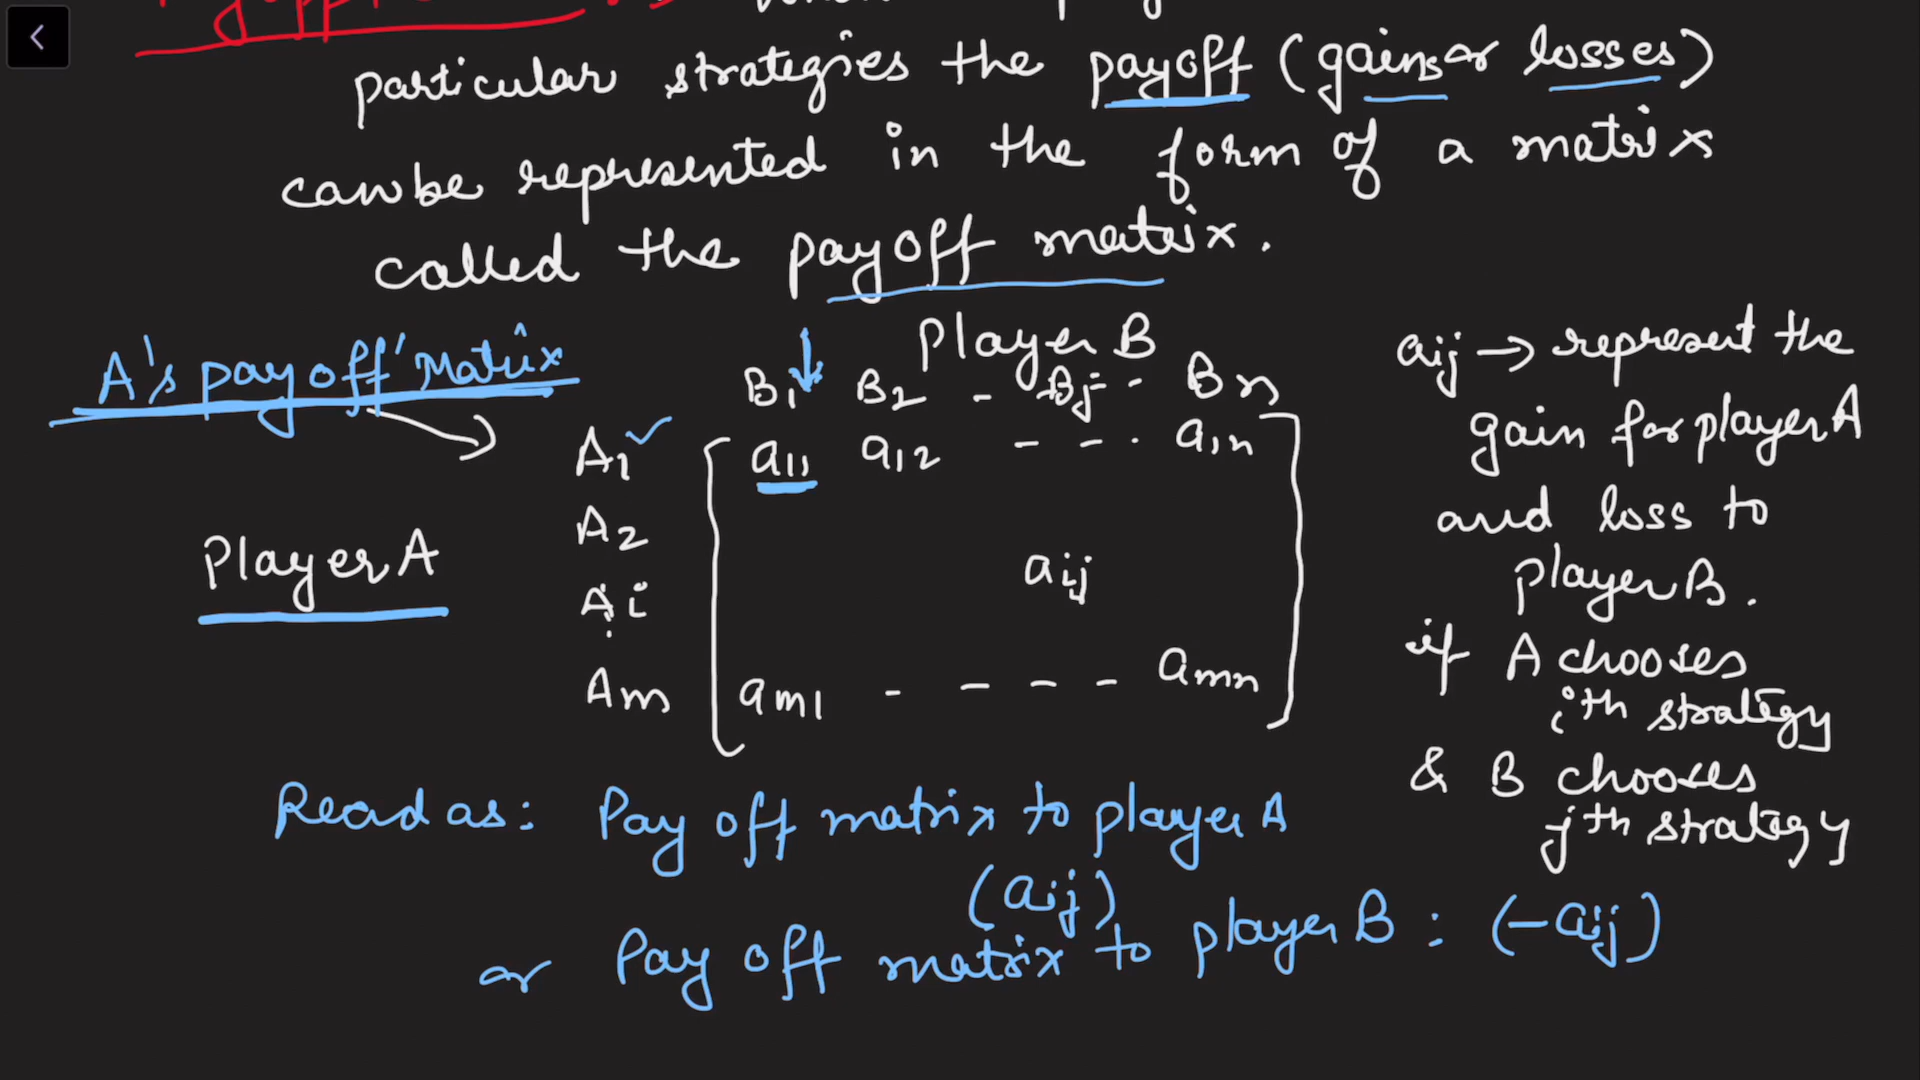 particular strategies the payoff (gains or losses)
can be represented in the form of a matrix
called the payoff matrix.
A's pay off Matrix
Player B
B1 B2 - Bj - Bn
A1 a11 a12 - - . a1n
A2
Player A
Ai aij
Am am1 - - - - amn
aij → represent the
gain for player A
and loss to
player B.
if A chooses
ith strategy
& B chooses
jth strategy
Read as: Pay off matrix to player A
(aij)
or Pay off matrix to player B : (-aij)